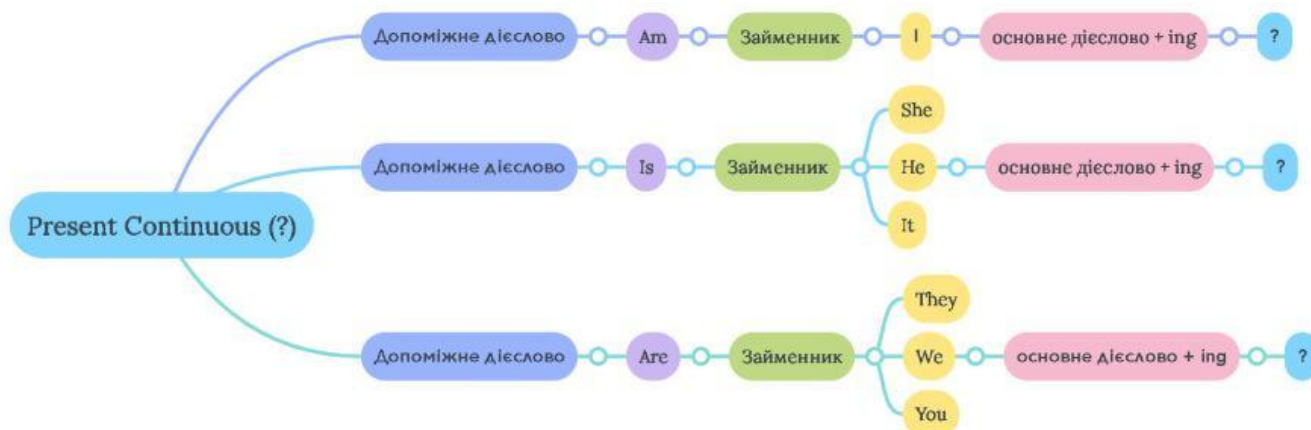 Допоміжне дієслово Am Займенник I основне дієслово + ing ?
She
Допоміжне дієслово Is Займенник He основне дієслово + ing ?
It
Present Continuous (?)
They
Допоміжне дієслово Are Займенник We основне дієслово + ing ?
You